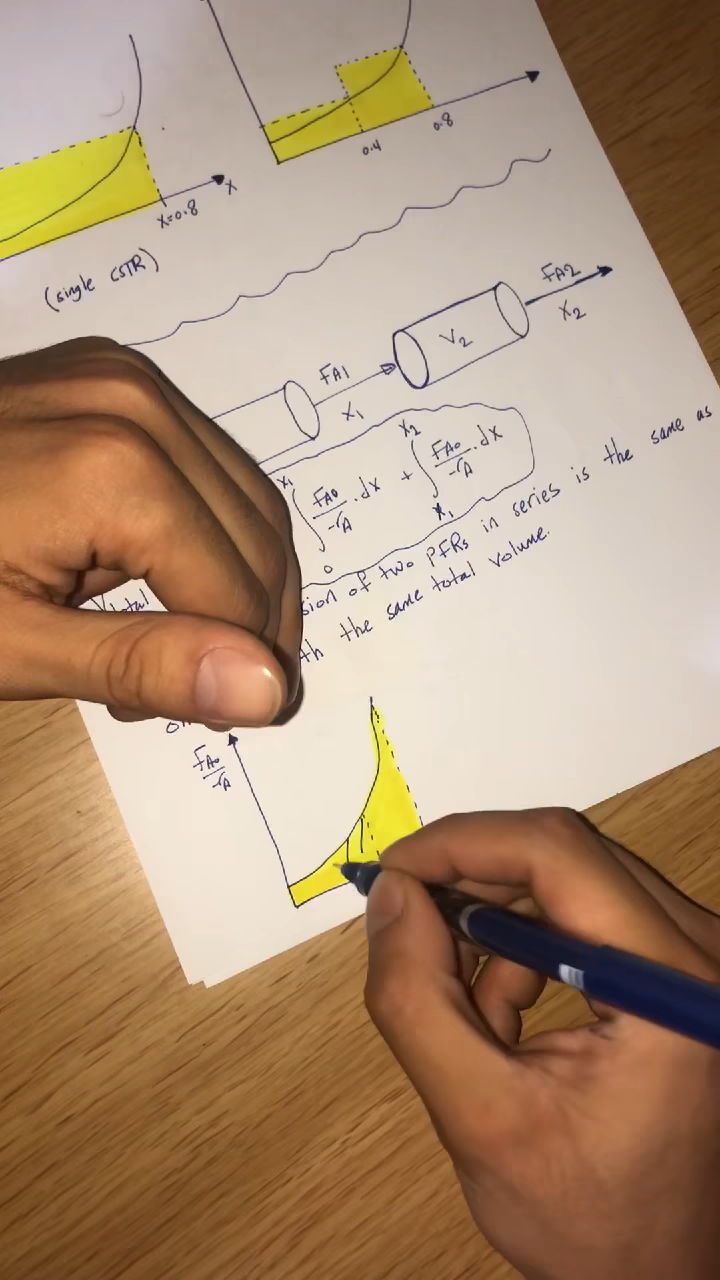 0.4
0.8
X
X=0.8
(single CSTR)
FA2
X2
V2
FA1
X1
X1
∫ FA0/-rA . dX + ∫ FA0/-rA . dX
0
X2
X1
of two PFRs in series is the same as
the same total volume.
FA0/-rA